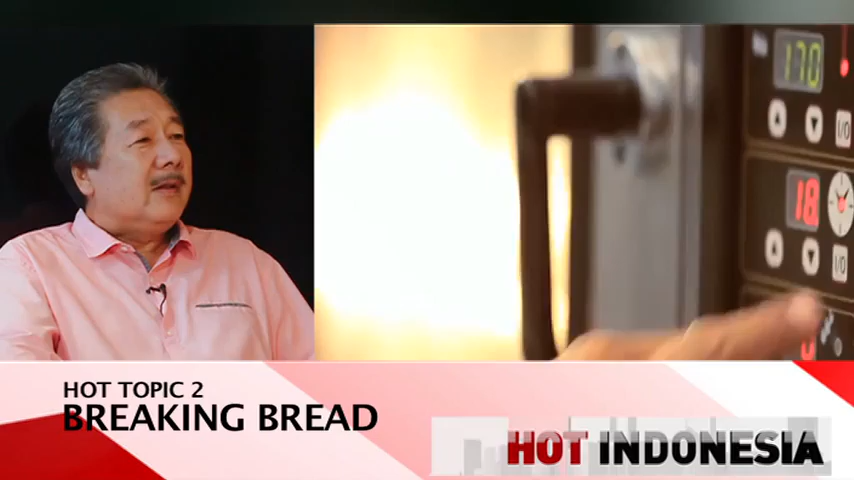 170
I/O
18
I/O
HOT TOPIC 2
BREAKING BREAD
HOT INDONESIA